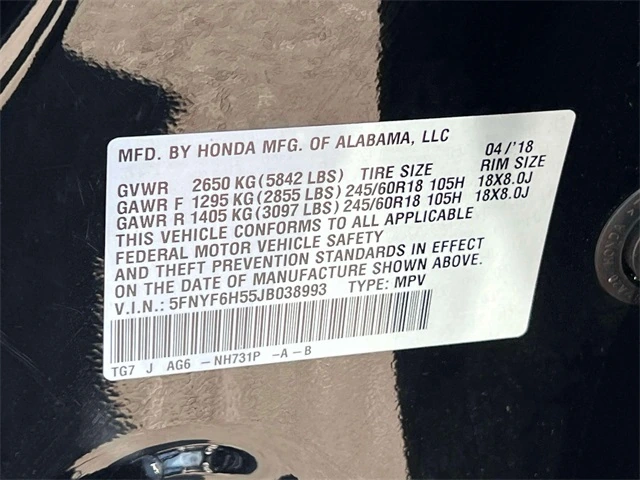 MFD. BY HONDA MFG. OF ALABAMA, LLC 04/'18
GVWR 2650 KG(5842 LBS) TIRE SIZE RIM SIZE
GAWR F 1295 KG(2855 LBS) 245/60R18 105H 18X8.0J
GAWR R 1405 KG(3097 LBS) 245/60R18 105H 18X8.0J
THIS VEHICLE CONFORMS TO ALL APPLICABLE
FEDERAL MOTOR VEHICLE SAFETY
AND THEFT PREVENTION STANDARDS IN EFFECT
ON THE DATE OF MANUFACTURE SHOWN ABOVE.
V.I.N.: 5FNYF6H55JB038993 TYPE: MPV
TG7 J AG6 -NH731P -A-B
HONDA